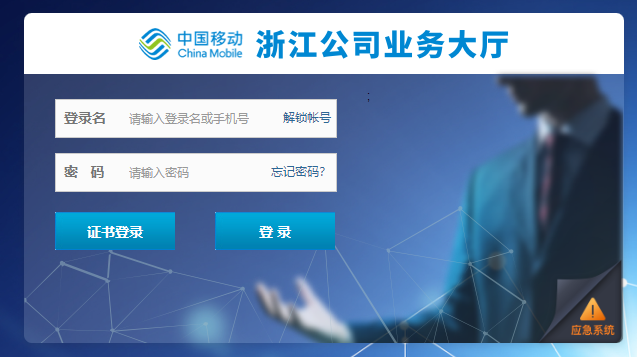 中国移动
China Mobile
浙江公司业务大厅
;
登录名 请输入登录名或手机号 解锁帐号
密 码 请输入密码 忘记密码?
证书登录 登 录
应急系统